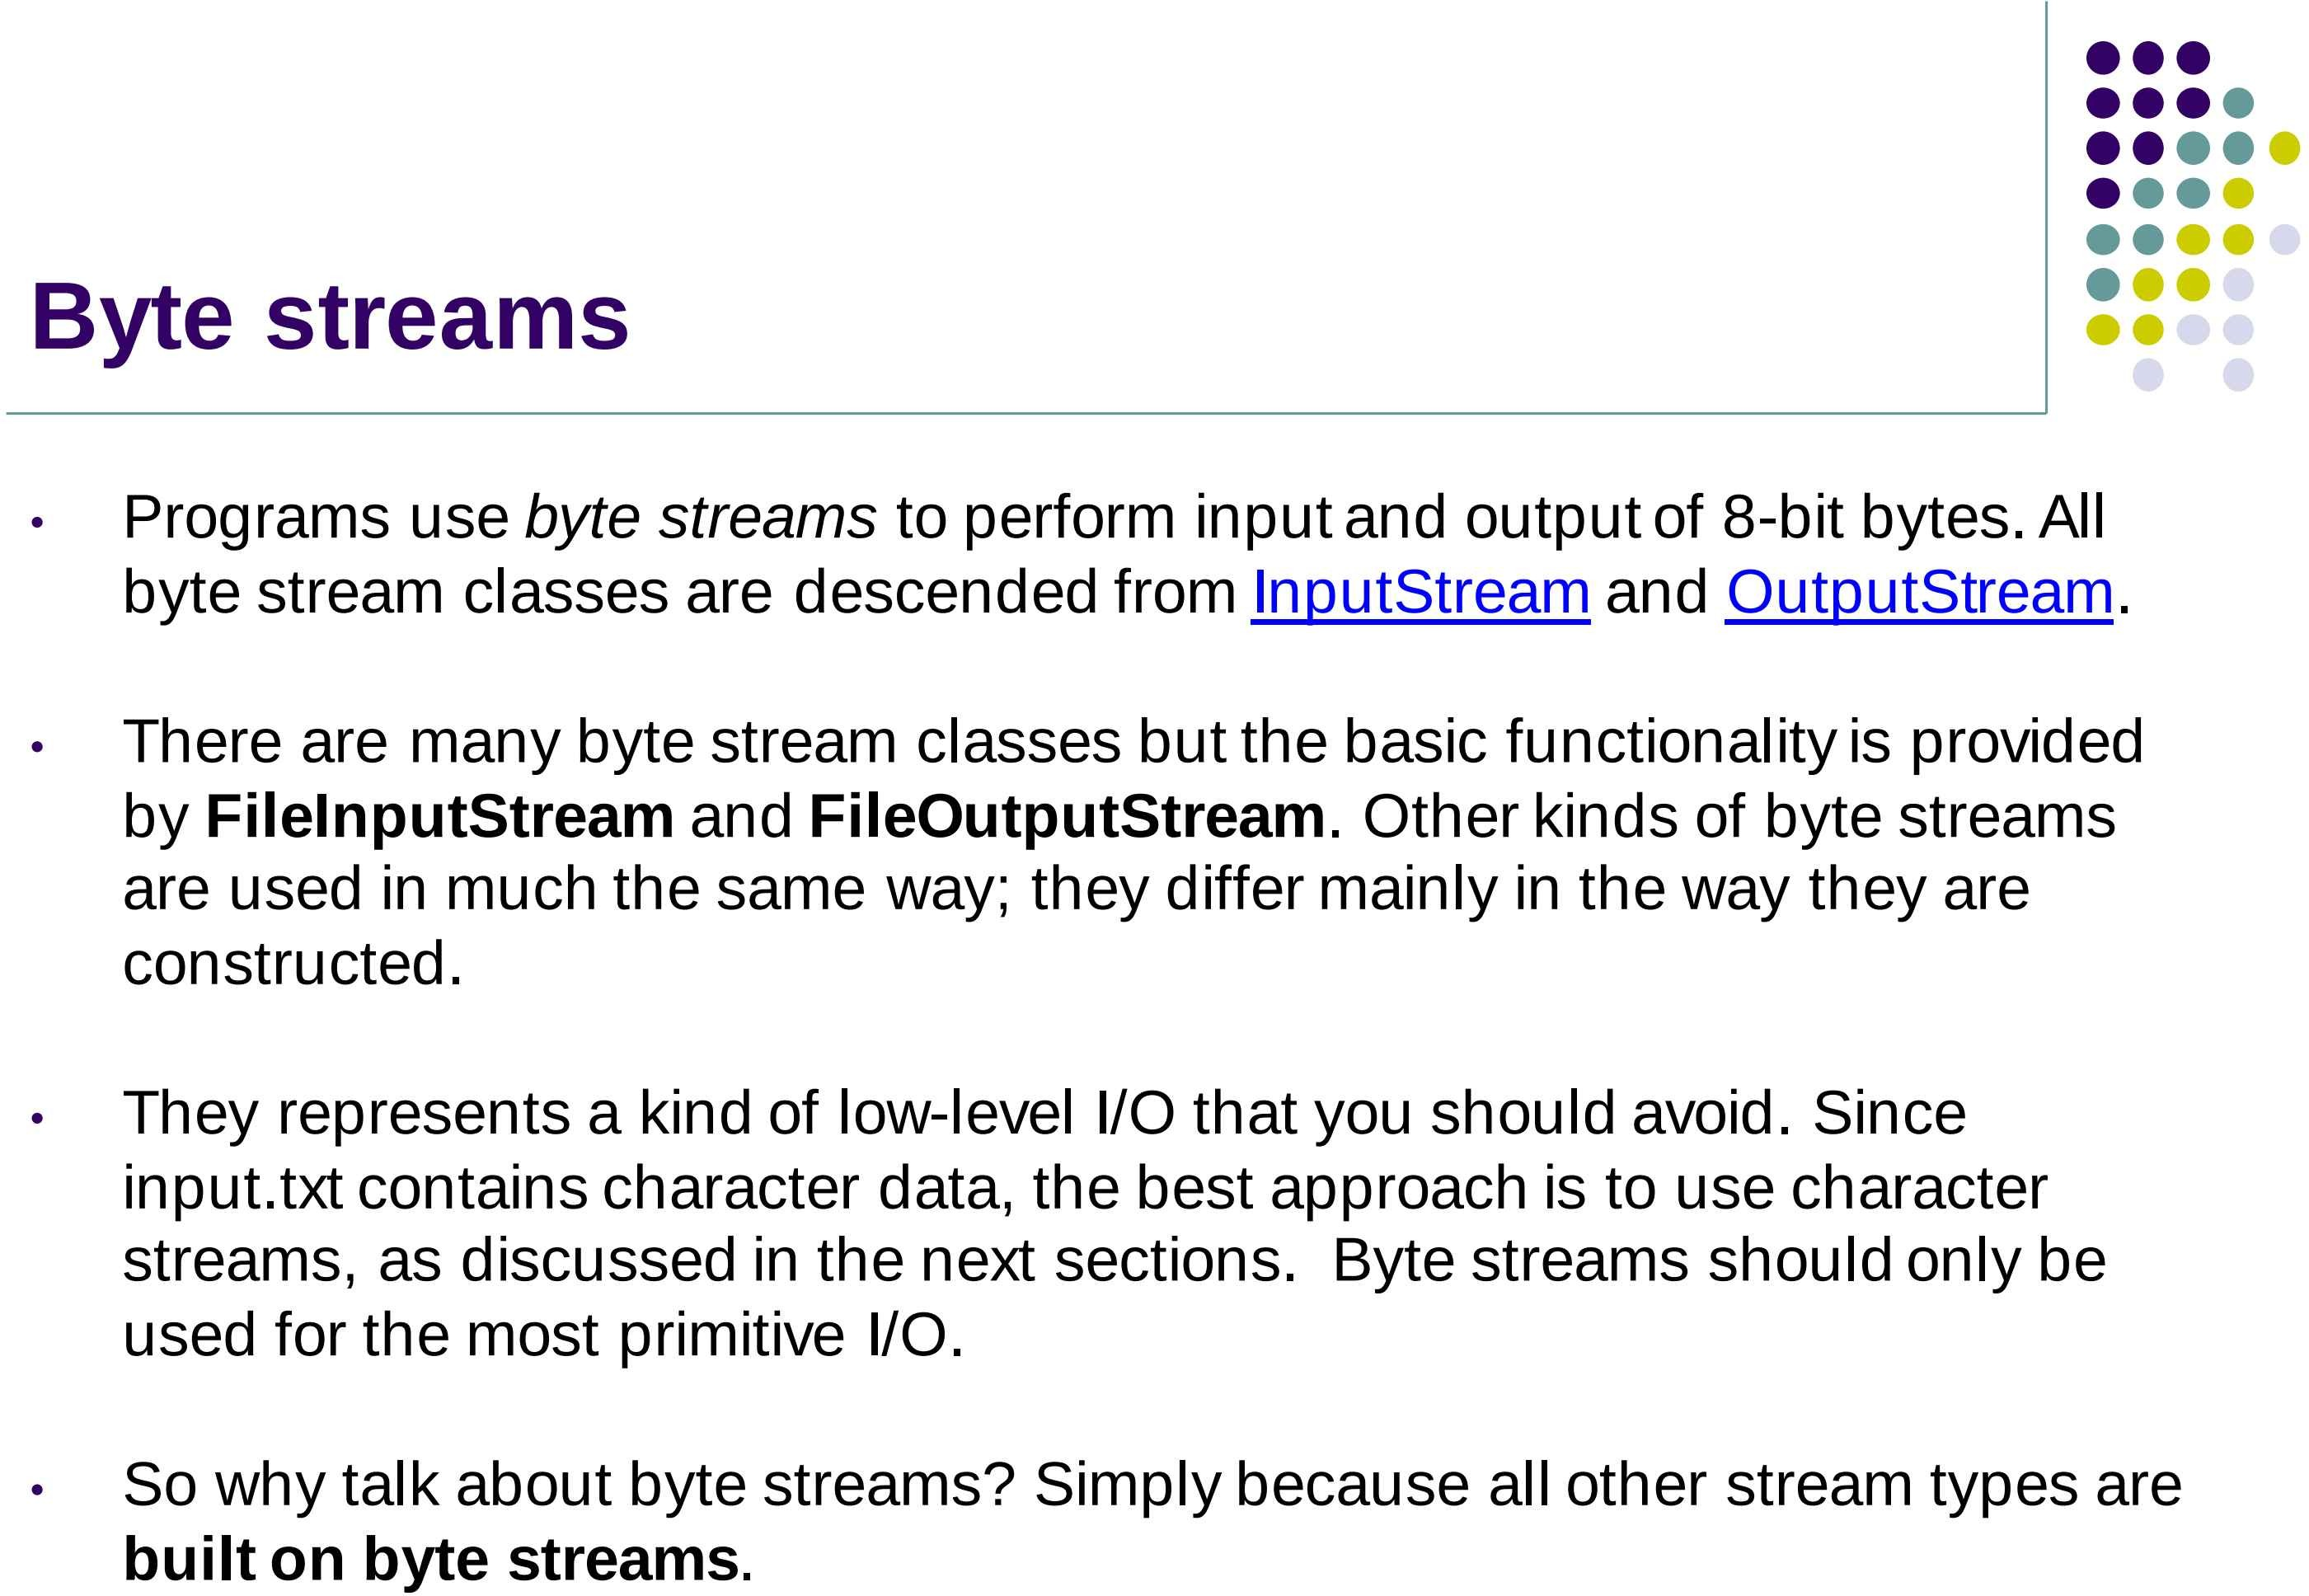 Byte streams
• Programs use byte streams to perform input and output of 8-bit bytes. All
byte stream classes are descended from InputStream and OutputStream.
• There are many byte stream classes but the basic functionality is provided
by FileInputStream and FileOutputStream. Other kinds of byte streams
are used in much the same way; they differ mainly in the way they are
constructed.
• They represents a kind of low-level I/O that you should avoid. Since
input.txt contains character data, the best approach is to use character
streams, as discussed in the next sections. Byte streams should only be
used for the most primitive I/O.
• So why talk about byte streams? Simply because all other stream types are
built on byte streams.